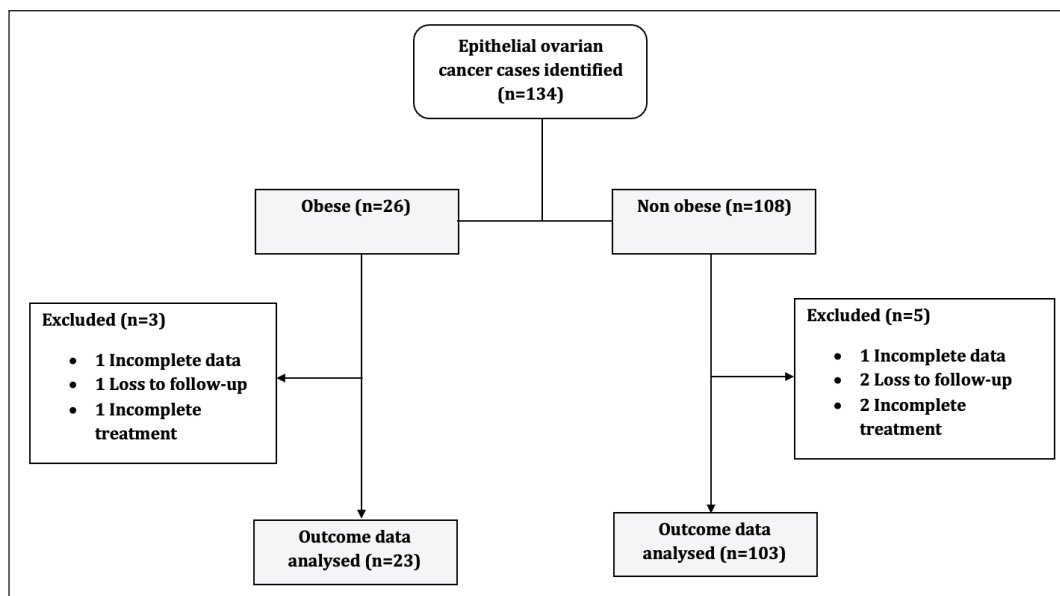 Epithelial ovarian
cancer cases identified
(n=134)
Obese (n=26)
Non obese (n=108)
Excluded (n=3)
• 1 Incomplete data
• 1 Loss to follow-up
• 1 Incomplete
treatment
Excluded (n=5)
• 1 Incomplete data
• 2 Loss to follow-up
• 2 Incomplete
treatment
Outcome data
analysed (n=23)
Outcome data
analysed (n=103)